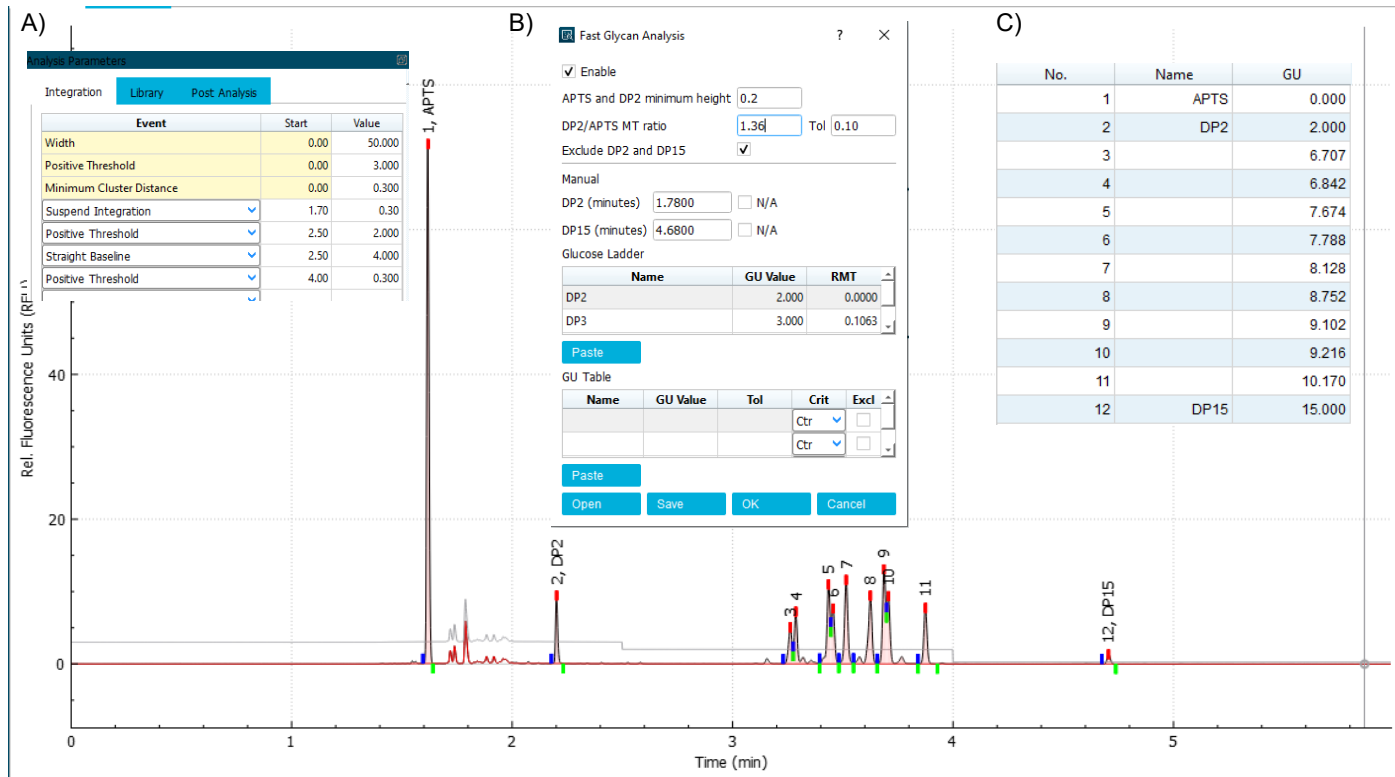 A)
B)
C)
Analysis Parameters
Integration Library Post Analysis
Event Start Value
Width 0.00 50.000
Positive Threshold 0.00 3.000
Minimum Cluster Distance 0.00 0.300
Suspend Integration 1.70 0.30
Positive Threshold 2.50 2.000
Straight Baseline 2.50 4.000
Positive Threshold 4.00 0.300
Fast Glycan Analysis ?
Enable
APTS and DP2 minimum height 0.2
DP2/APTS MT ratio 1.36 Tol 0.10
Exclude DP2 and DP15
Manual
DP2 (minutes) 1.7800 N/A
DP15 (minutes) 4.6800 N/A
Glucose Ladder
Name GU Value RMT
DP2 2.000 0.0000
DP3 3.000 0.1063
Paste
GU Table
Name GU Value Tol Crit Excl
Ctr
Ctr
Paste
Open Save OK Cancel
No. Name GU
1 APTS 0.000
2 DP2 2.000
3 6.707
4 6.842
5 7.674
6 7.788
7 8.128
8 8.752
9 9.102
10 9.216
11 10.170
12 DP15 15.000
1, APTS
2, DP2
3
4
5
6
7
8
9
10
11
12, DP15
Rel. Fluorescence Units
40
20
0
0 1 2 3 4 5
Time (min)